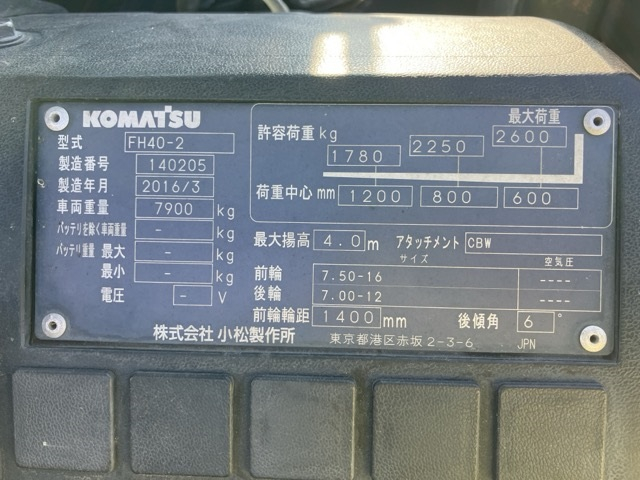 KOMATSU
型式 FH40-2
製造番号 140205
製造年月 2016/3
車両重量 7900 kg
バッテリを除く車両重量 - kg
バッテリ重量 最大 - kg
最小 - kg
電圧 - V
最大荷重
許容荷重 kg 1780 2250 2600
荷重中心 mm 1200 800 600
最大揚高 4.0 m アタッチメント CBW
サイズ 空気圧
前輪 7.50-16 ----
後輪 7.00-12 ----
前輪輪距 1400 mm 後傾角 6 °
株式会社 小松製作所 東京都港区赤坂 2-3-6 JPN